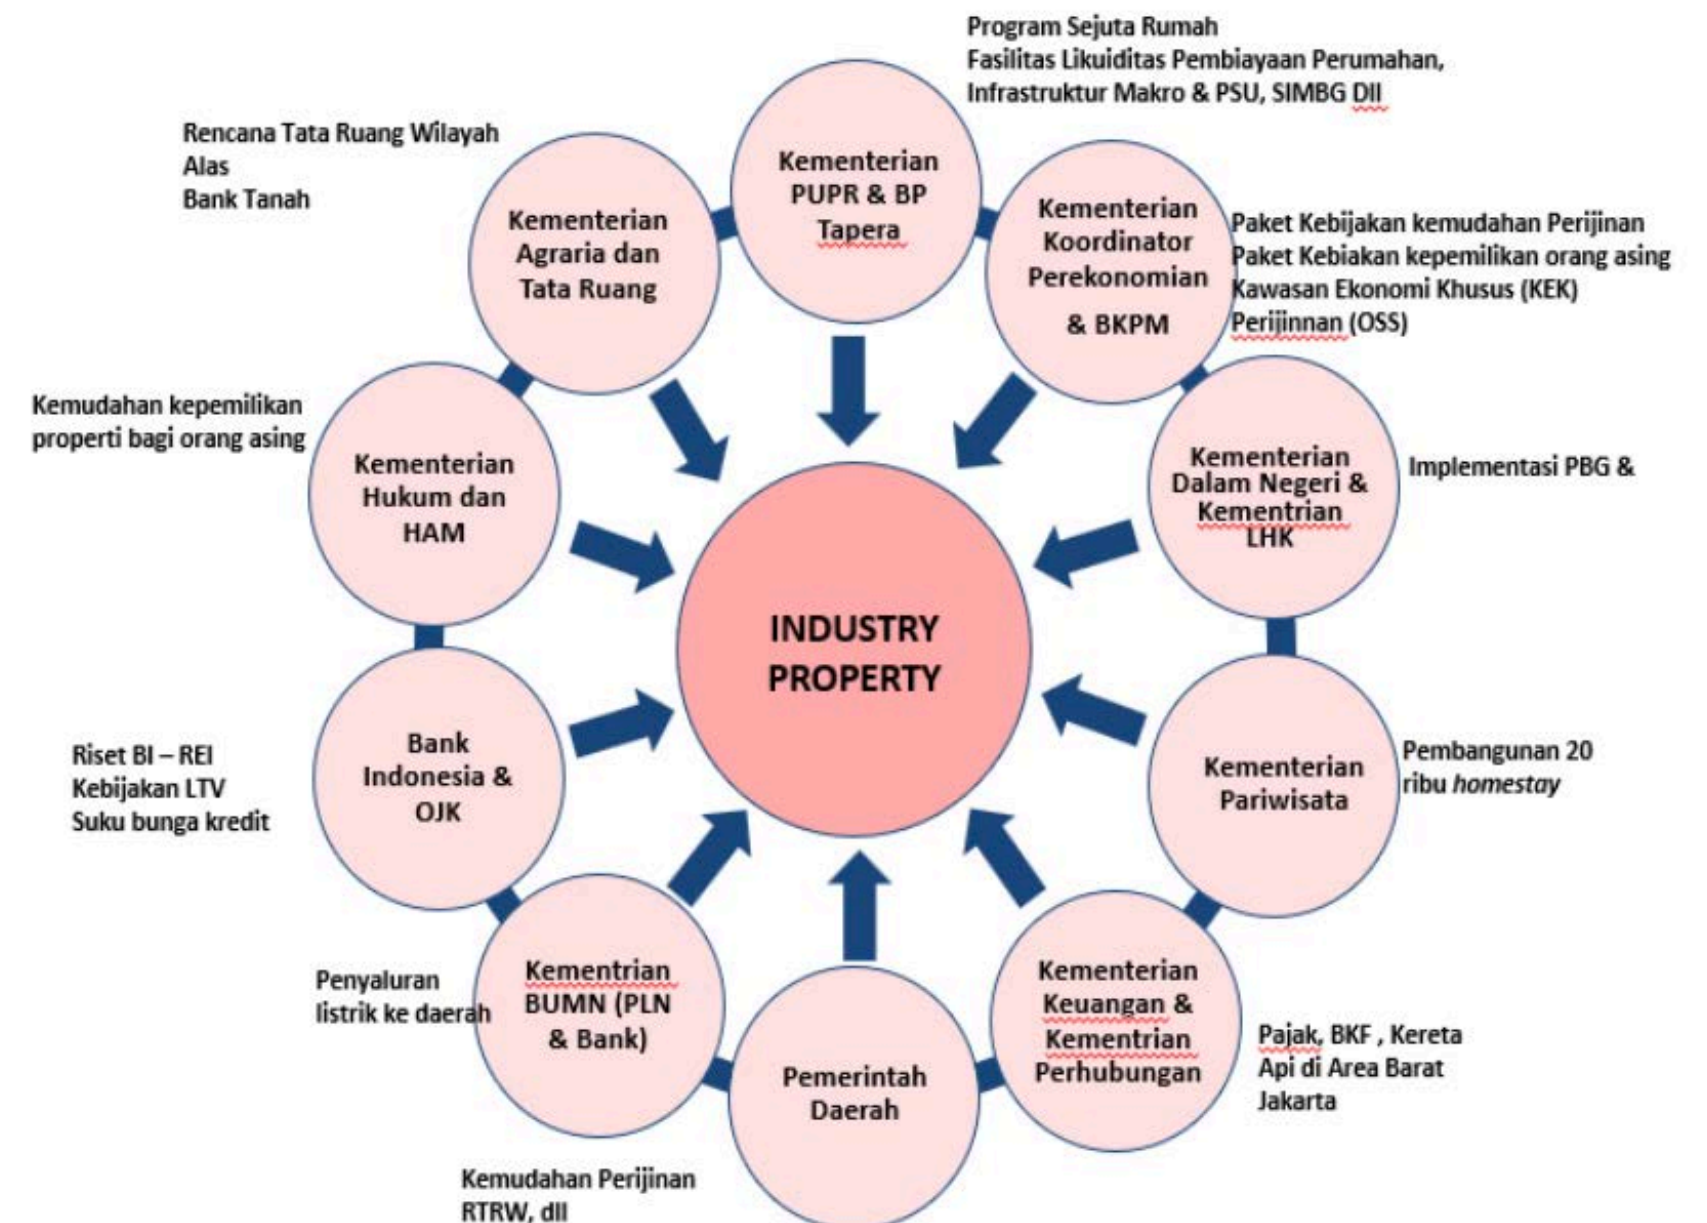 Program Sejuta Rumah
Fasilitas Likuiditas Pembiayaan Perumahan,
Infrastruktur Makro & PSU, SIMBG Dll
Kementerian
PUPR & BP
Tapera
Rencana Tata Ruang Wilayah
Alas
Bank Tanah
Kementerian
Agraria dan
Tata Ruang
Kementerian
Koordinator
Perekonomian
& BKPM
Paket Kebijakan kemudahan Perijinan
Paket Kebiakan kepemilikan orang asing
Kawasan Ekonomi Khusus (KEK)
Perijinnan (OSS)
Kemudahan kepemilikan
properti bagi orang asing
Kementerian
Hukum dan
HAM
Kementerian
Dalam Negeri &
Kementrian
LHK
Implementasi PBG &
INDUSTRY
PROPERTY
Riset BI – REI
Kebijakan LTV
Suku bunga kredit
Bank
Indonesia &
OJK
Kementerian
Pariwisata
Pembangunan 20
ribu homestay
Penyaluran
listrik ke daerah
Kementrian
BUMN (PLN
& Bank)
Kementerian
Keuangan &
Kementrian
Perhubungan
Pajak, BKF , Kereta
Api di Area Barat
Jakarta
Pemerintah
Daerah
Kemudahan Perijinan
RTRW, dll